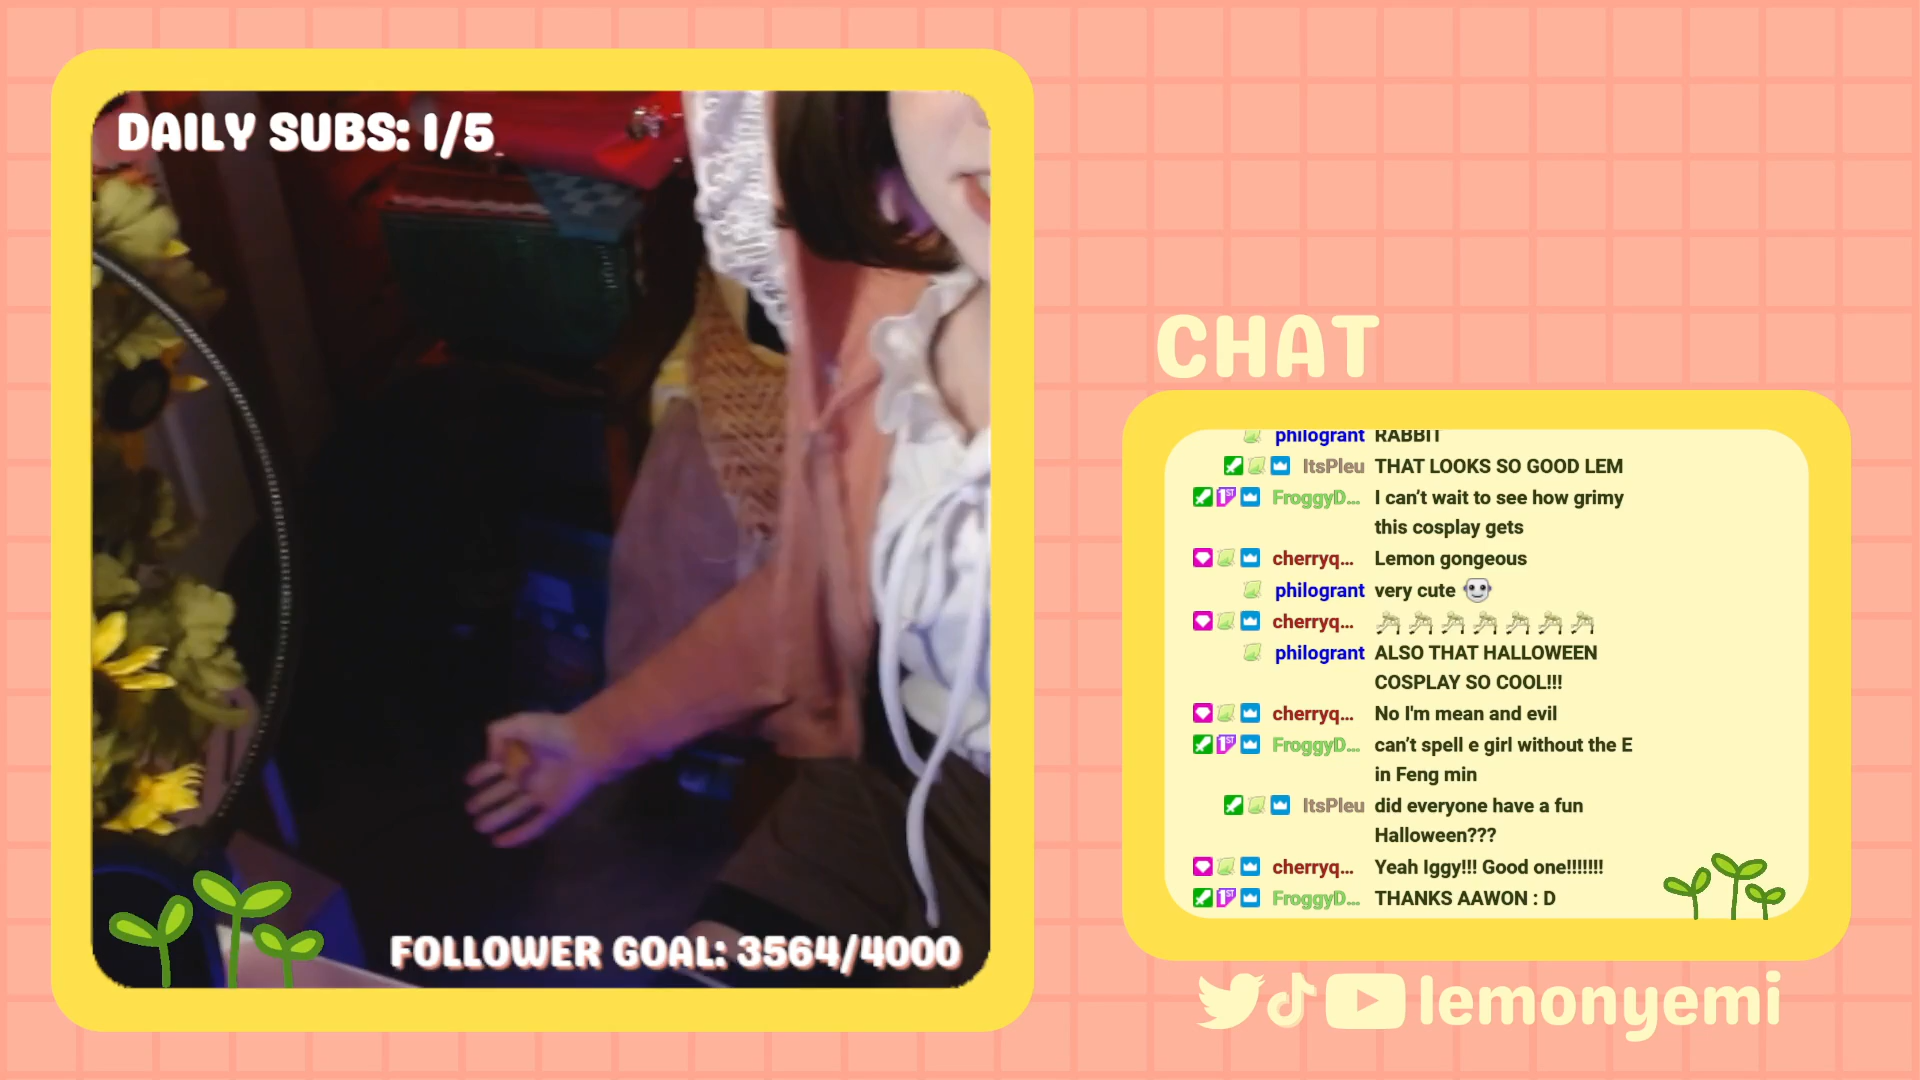 DAILY SUBS: 1/5
FOLLOWER GOAL: 3564/4000
CHAT
philogrant RABBIT
ItsPleu THAT LOOKS SO GOOD LEM
1ST FroggyD... I can't wait to see how grimy
this cosplay gets
cherryq... Lemon gongeous
philogrant very cute
cherryq...
philogrant ALSO THAT HALLOWEEN
COSPLAY SO COOL!!!
cherryq... No I'm mean and evil
1ST FroggyD... can't spell e girl without the E
in Feng min
ItsPleu did everyone have a fun
Halloween???
cherryq... Yeah Iggy!!! Good one!!!!!!!
1ST FroggyD... THANKS AAWON : D
lemonyemi